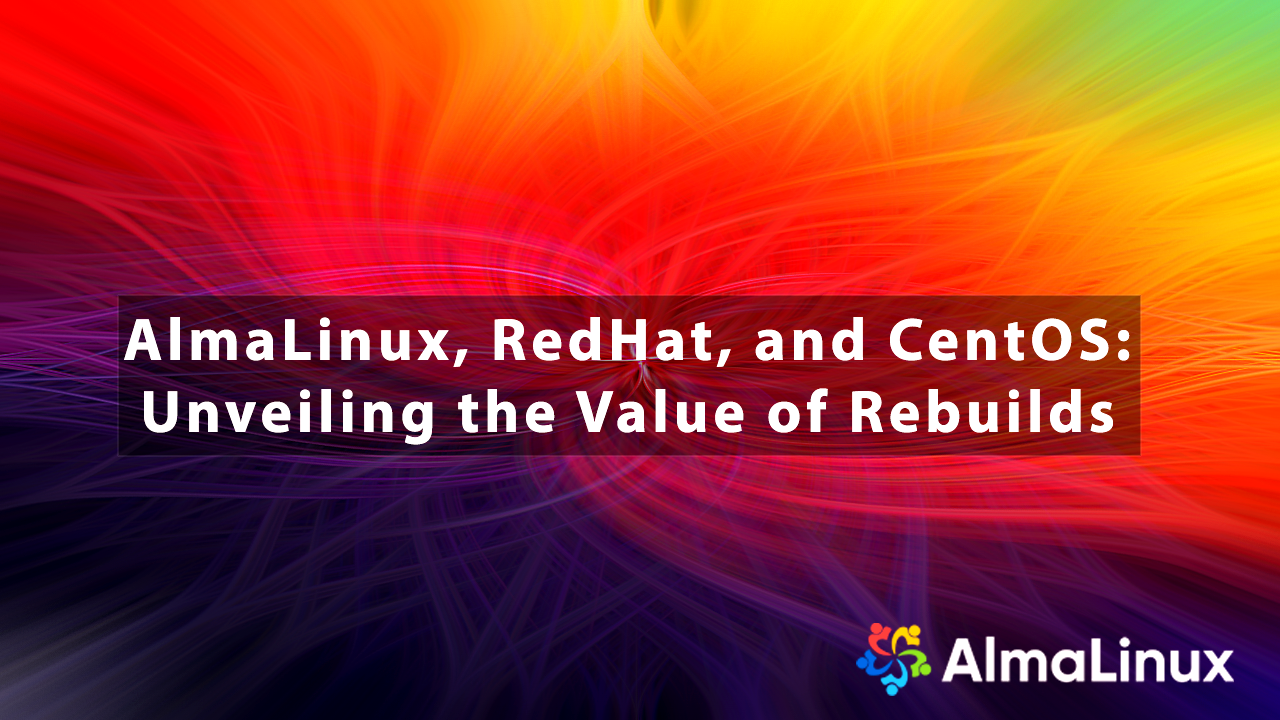 AlmaLinux, RedHat, and CentOS:
Unveiling the Value of Rebuilds
AlmaLinux